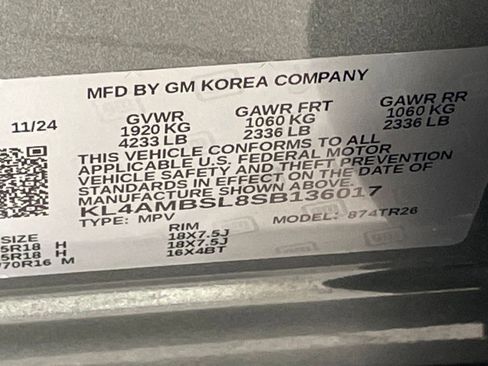 MFD BY GM KOREA COMPANY
11/24 GVWR GAWR FRT GAWR RR
1920 KG 1060 KG 1060 KG
4233 LB 2336 LB 2336 LB
THIS VEHICLE CONFORMS TO ALL
APPLICABLE U.S. FEDERAL MOTOR
VEHICLE SAFETY AND THEFT PREVENTION
STANDARDS IN EFFECT ON THE DATE OF
MANUFACTURE SHOWN ABOVE.
KL4AMBSL8SB136017
TYPE: MPV MODEL: 874TR26
SIZE RIM
5R18 H 18X7.5J
5R18 H 18X7.5J
/70R16 M 16X4BT